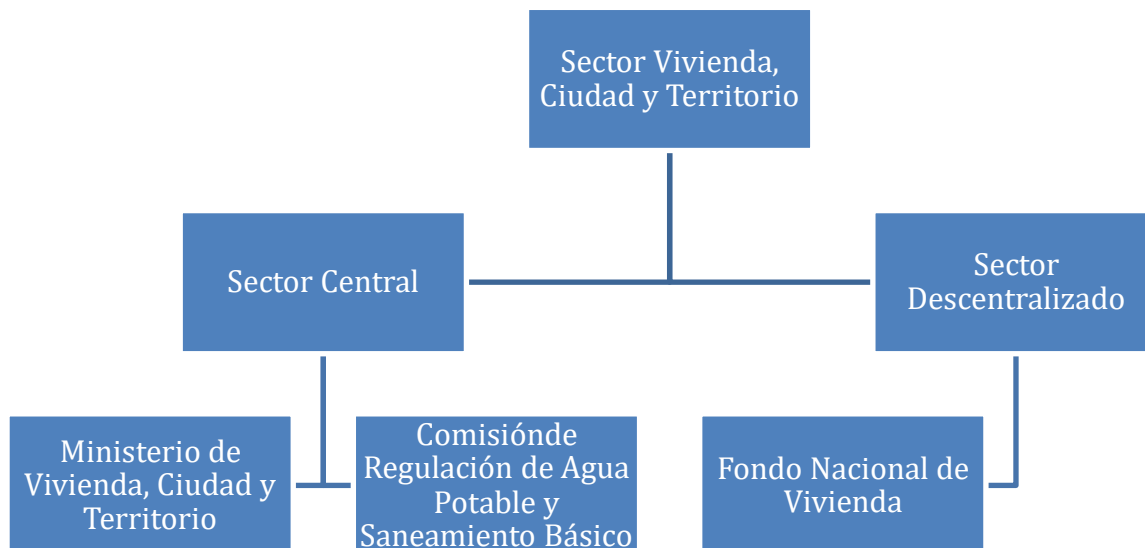 Sector Vivienda,
Ciudad y Territorio
Sector Central
Sector
Descentralizado
Ministerio de
Vivienda, Ciudad y
Territorio
Comisiónde
Regulación de Agua
Potable y
Saneamiento Básico
Fondo Nacional de
Vivienda